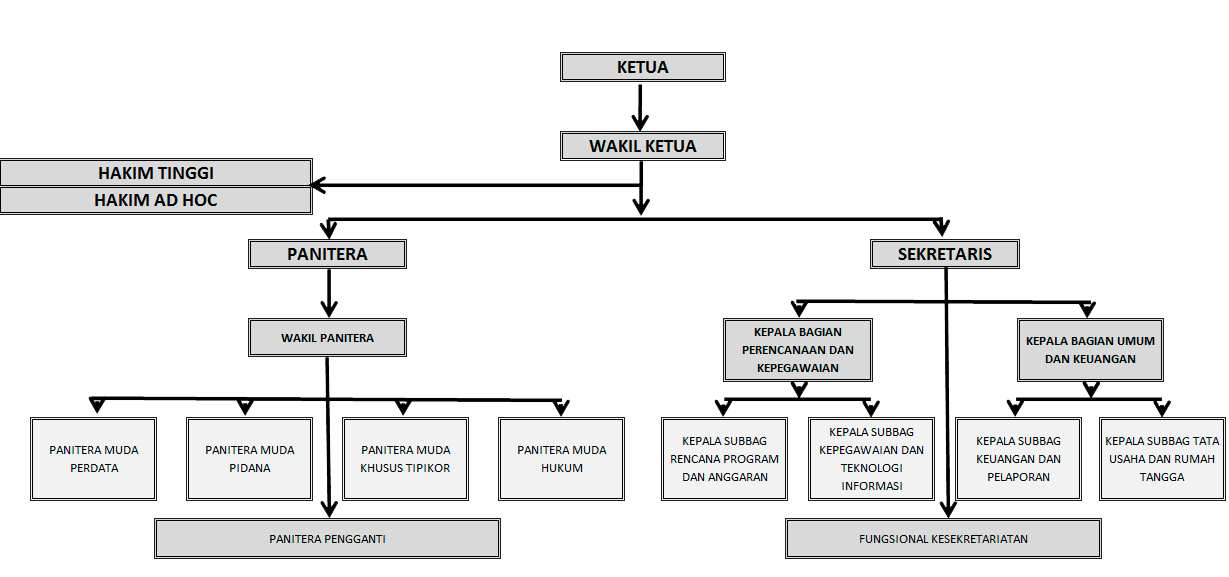 KETUA
WAKIL KETUA
HAKIM TINGGI
HAKIM AD HOC
PANITERA
SEKRETARIS
WAKIL PANITERA
KEPALA BAGIAN
PERENCANAAN DAN
KEPEGAWAIAN
KEPALA BAGIAN UMUM
DAN KEUANGAN
PANITERA MUDA
PERDATA
PANITERA MUDA
PIDANA
PANITERA MUDA
KHUSUS TIPIKOR
PANITERA MUDA
HUKUM
KEPALA SUBBAG
RENCANA PROGRAM
DAN ANGGARAN
KEPALA SUBBAG
KEPEGAWAIAN DAN
TEKNOLOGI
INFORMASI
KEPALA SUBBAG
KEUANGAN DAN
PELAPORAN
KEPALA SUBBAG TATA
USAHA DAN RUMAH
TANGGA
PANITERA PENGGANTI
FUNGSIONAL KESEKRETARIATAN